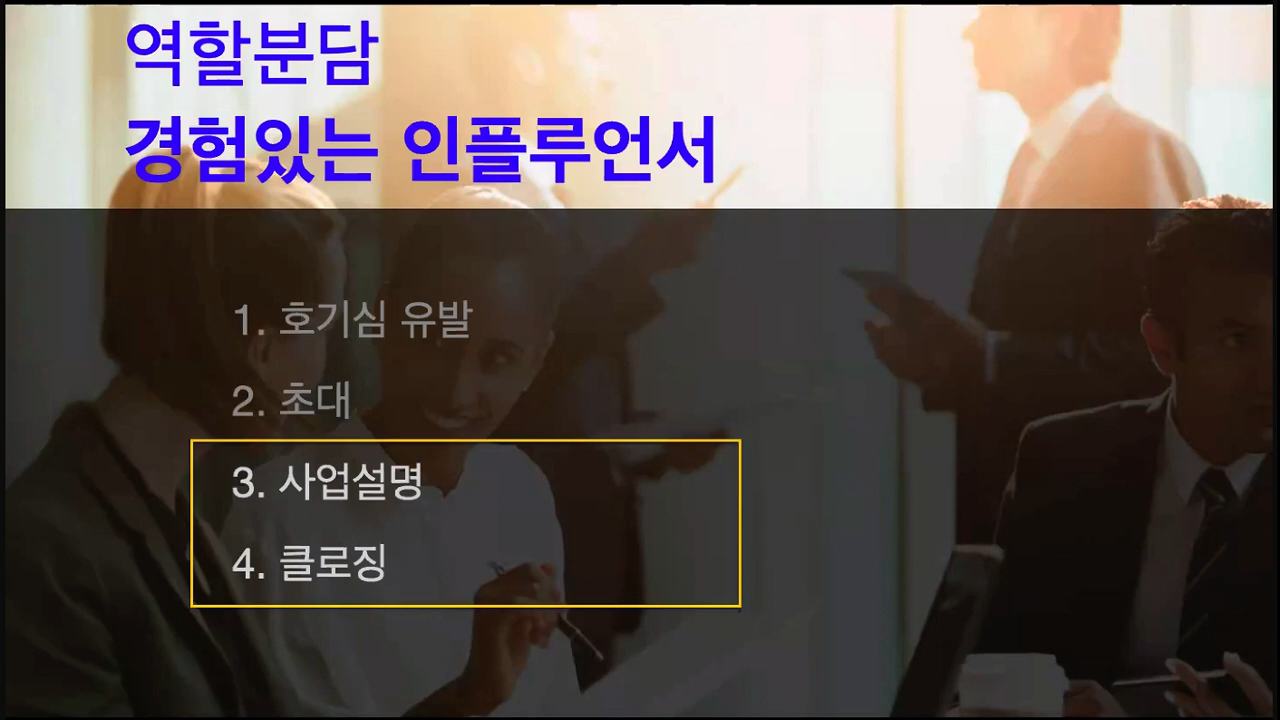 역할분담
경험있는 인플루언서
1. 호기심 유발
2. 초대
3. 사업설명
4. 클로징